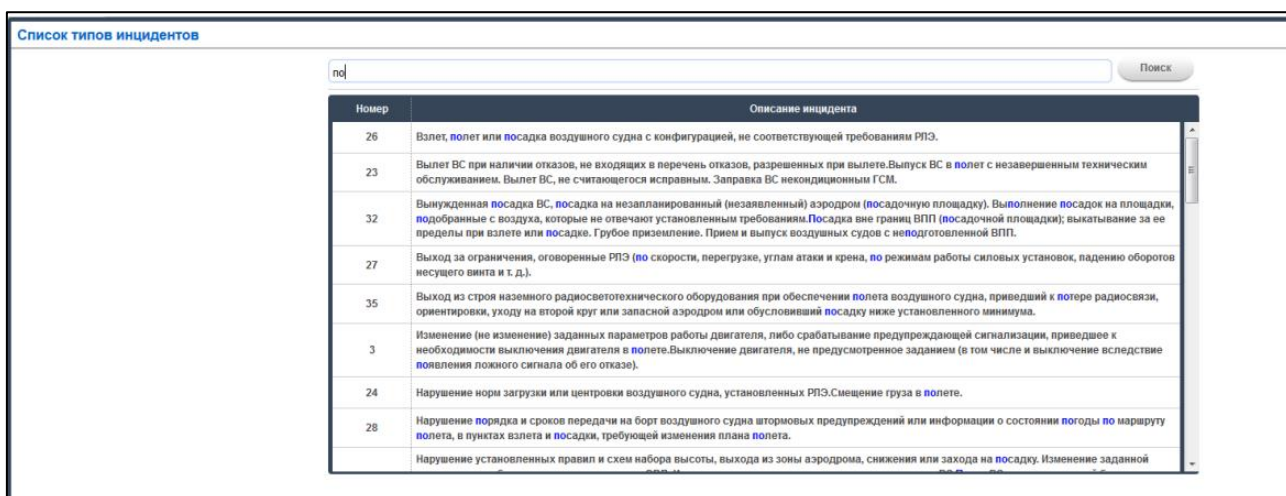 Список типов инцидентов
по
Поиск
Номер Описание инцидента
26 Взлет, полет или посадка воздушного судна с конфигурацией, не соответствующей требованиям РЛЭ.
Вылет ВС при наличии отказов, не входящих в перечень отказов, разрешенных при вылете.Выпуск ВС в полет с незавершенным техническим
23 обслуживанием. Вылет ВС, не считающегося исправным. Заправка ВС некондиционным ГСМ.
Вынужденная посадка ВС, посадка на незапланированный (незаявленный) аэродром (посадочную площадку). Выполнение посадок на площадки,
32 подобранные с воздуха, которые не отвечают установленным требованиям.Посадка вне границ ВПП (посадочной площадки); выкатывание за ее
пределы при взлете или посадке. Грубое приземление. Прием и выпуск воздушных судов с неподготовленной ВПП.
Выход за ограничения, оговоренные РЛЭ (по скорости, перегрузке, углам атаки и крена, по режимам работы силовых установок, падению оборотов
27 несущего винта и т. д.).
Выход из строя наземного радиосветотехнического оборудования при обеспечении полета воздушного судна, приведший к потере радиосвязи,
35 ориентировки, уходу на второй круг или запасной аэродром или обусловивший посадку ниже установленного минимума.
Изменение (не изменение) заданных параметров работы двигателя, либо срабатывание предупреждающей сигнализации, приведшее к
3 необходимости выключения двигателя в полете.Выключение двигателя, не предусмотренное заданием (в том числе и выключение вследствие
появления ложного сигнала об его отказе).
24 Нарушение норм загрузки или центровки воздушного судна, установленных РЛЭ.Смещение груза в полете.
Нарушение порядка и сроков передачи на борт воздушного судна штормовых предупреждений или информации о состоянии погоды по маршруту
28 полета, в пунктах взлета и посадки, требующей изменения плана полета.
Нарушение установленных правил и схем набора высоты, выхода из зоны аэродрома, снижения или захода на посадку. Изменение заданной